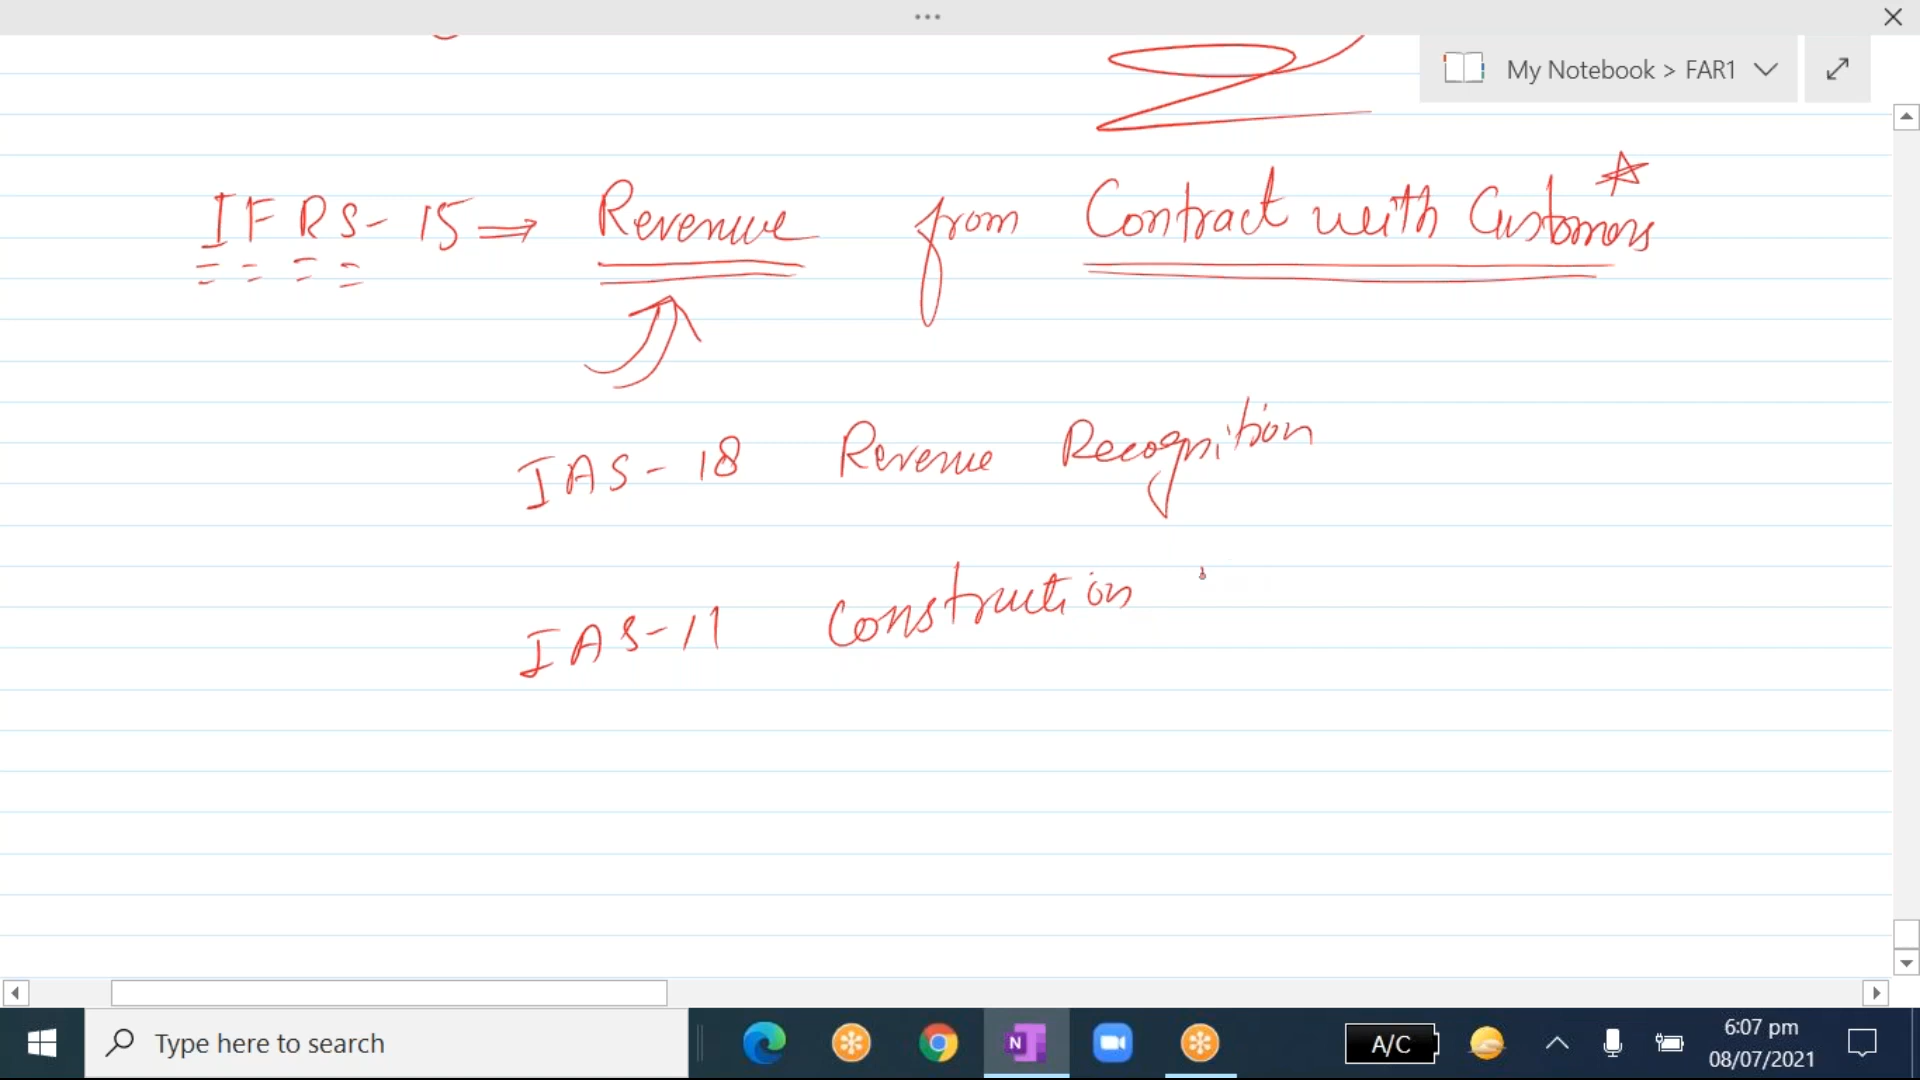 My Notebook > FAR1
IFRS-15 ⇒ Revenue from Contract with Customers
IAS-18 Revenue Recognition
IAS-11 Construction
Type here to search
N
A/C
6:07 pm
08/07/2021